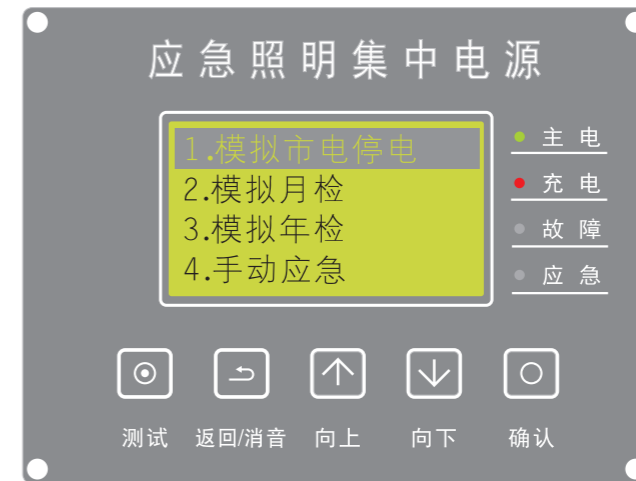 应急照明集中电源
1.模拟市电停电
2.模拟月检
3.模拟年检
4.手动应急
主电
充电
故障
应急
测试 返回/消音 向上 向下 确认